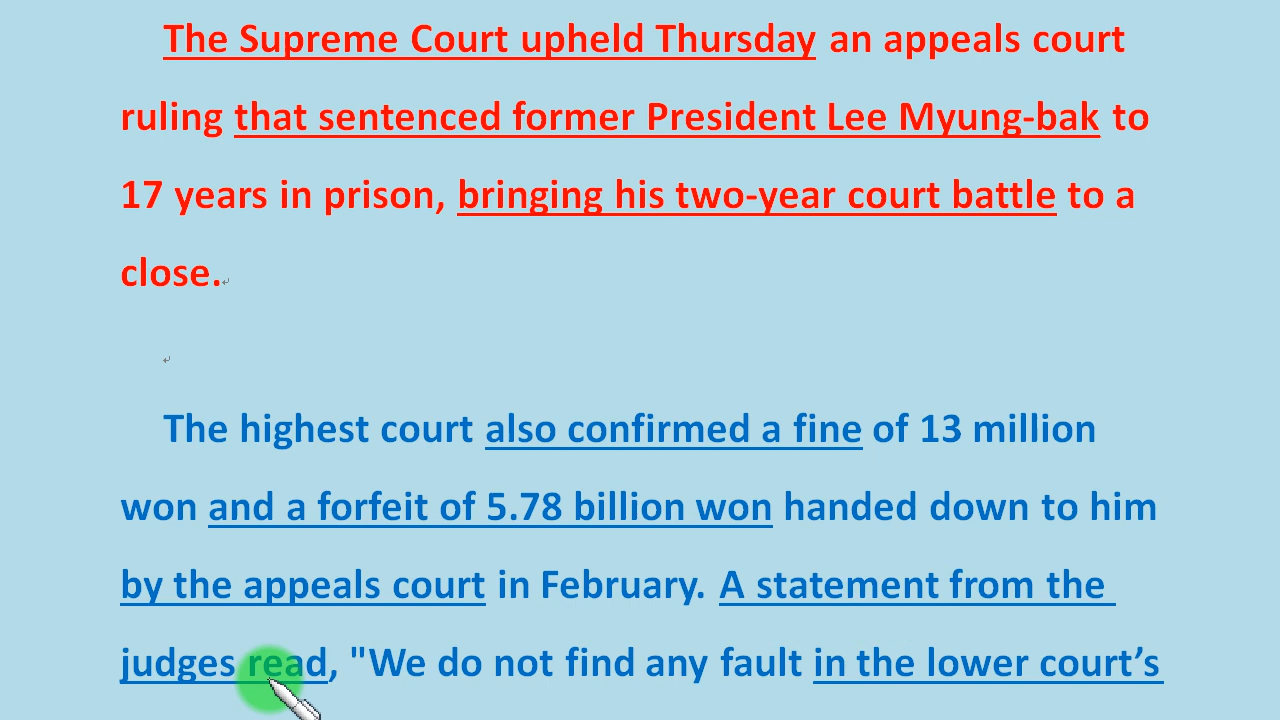 The Supreme Court upheld Thursday an appeals court
ruling that sentenced former President Lee Myung-bak to
17 years in prison, bringing his two-year court battle to a
close.
The highest court also confirmed a fine of 13 million
won and a forfeit of 5.78 billion won handed down to him
by the appeals court in February. A statement from the
judges read, "We do not find any fault in the lower court’s